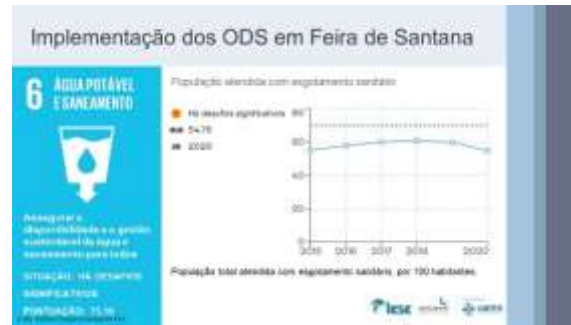 Implementação dos ODS em Feira de Santana
6 ÁGUA POTÁVEL
E SANEAMENTO
Assegurar a
disponibilidade e a gestão
sustentável da água e
saneamento para todos
SITUAÇÃO: HÁ DESAFIOS
SIGNIFICATIVOS
PONTUAÇÃO:
População atendida com esgotamento sanitário
Há desafios significativos
2020
80
60
40
20
2015 2016 2017 2018 2020
População total atendida com esgotamento sanitário, por 100 habitantes.
lese